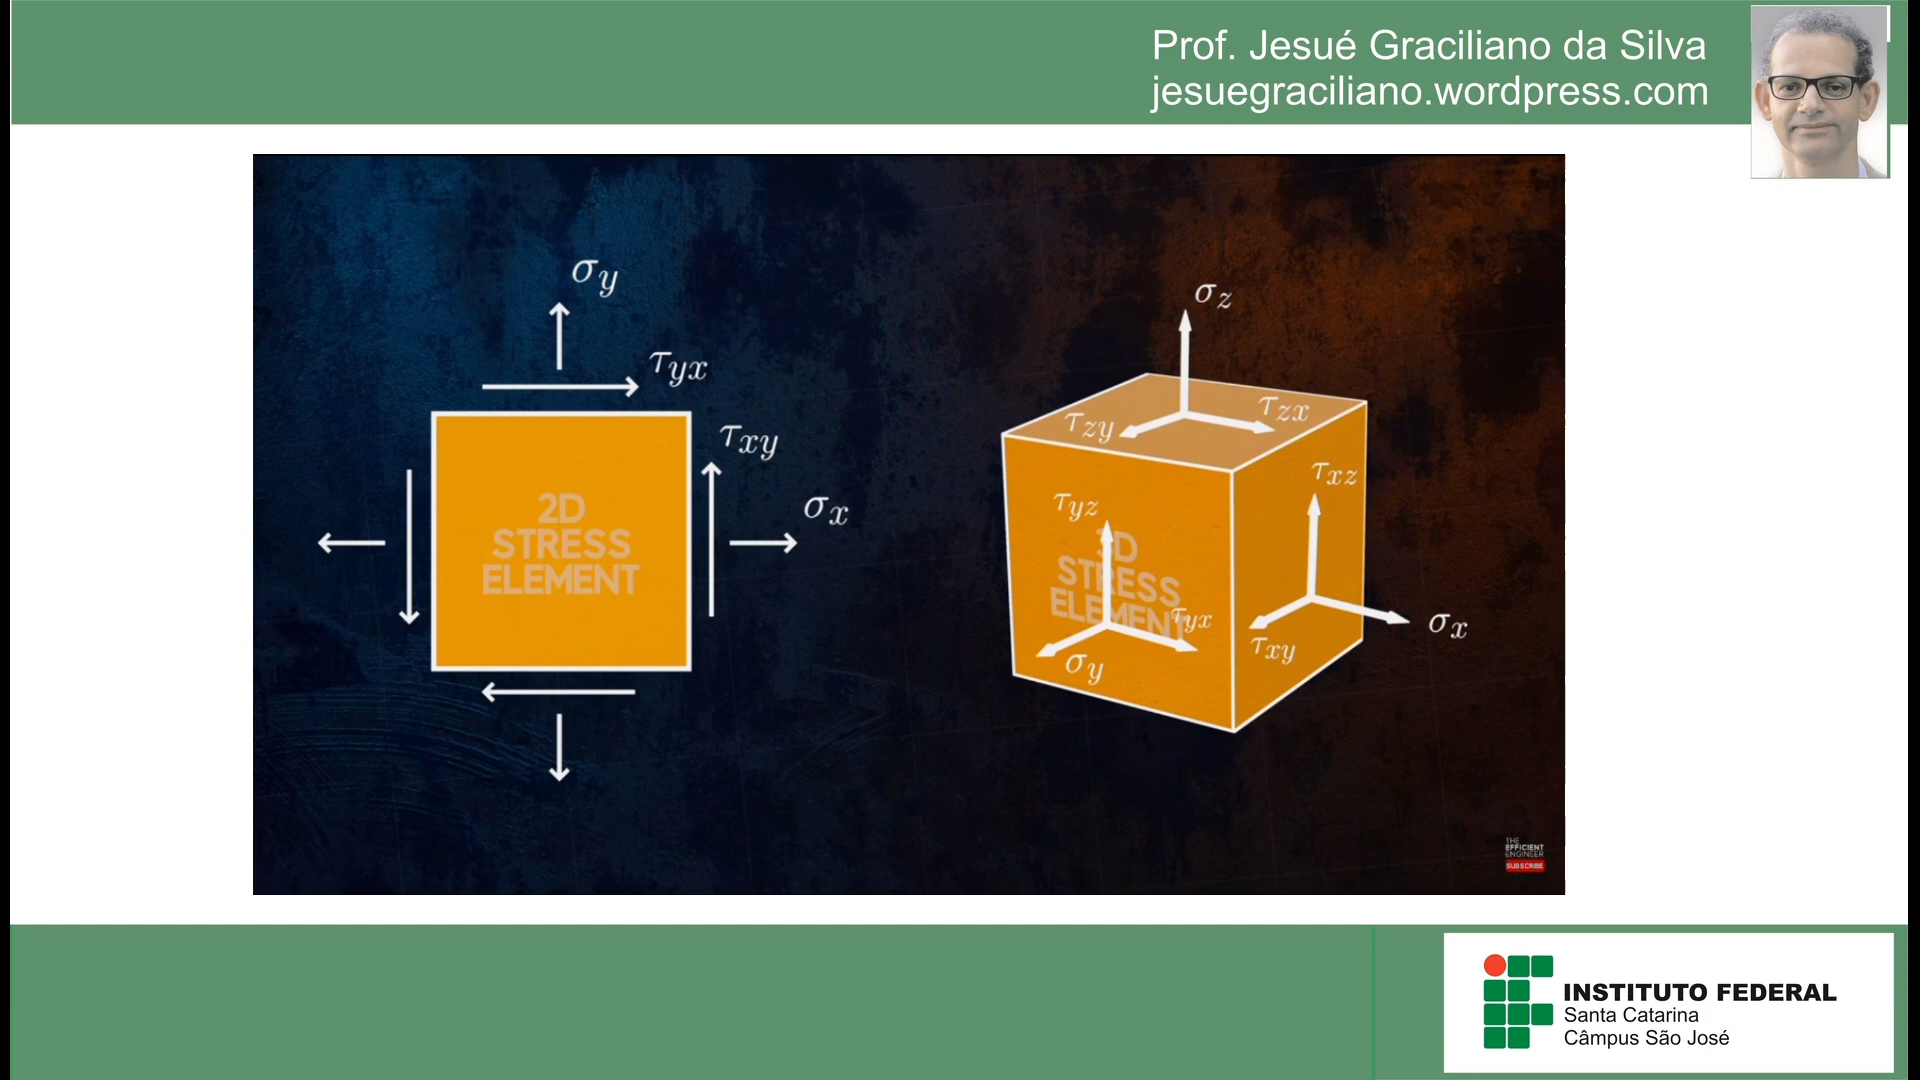 Prof. Jesué Graciliano da Silva
jesuegraciliano.wordpress.com
σy
τyx
τxy
σx
2D
STRESS
ELEMENT
σz
τzy
τzx
τxz
τyz
3D
STRESS
ELEMENT
τyx
σx
τxy
σy
THE
EFFICIENT
ENGINEER
SUBSCRIBE
INSTITUTO FEDERAL
Santa Catarina
Câmpus São José